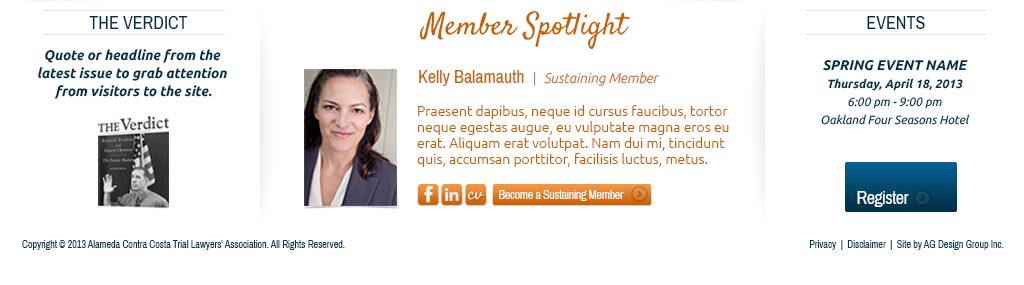 THE VERDICT
Quote or headline from the
latest issue to grab attention
from visitors to the site.
THE Verdict
Member Spotlight
Kelly Balamauth | Sustaining Member
Praesent dapibus, neque id cursus faucibus, tortor
neque egestas augue, eu vulputate magna eros eu
erat. Aliquam erat volutpat. Nam dui mi, tincidunt
quis, accumsan porttitor, facilisis luctus, metus.
f in cv Become a Sustaining Member
EVENTS
SPRING EVENT NAME
Thursday, April 18, 2013
6:00 pm - 9:00 pm
Oakland Four Seasons Hotel
Register
Copyright © 2013 Alameda Contra Costa Trial Lawyers' Association. All Rights Reserved.
Privacy | Disclaimer | Site by AG Design Group Inc.